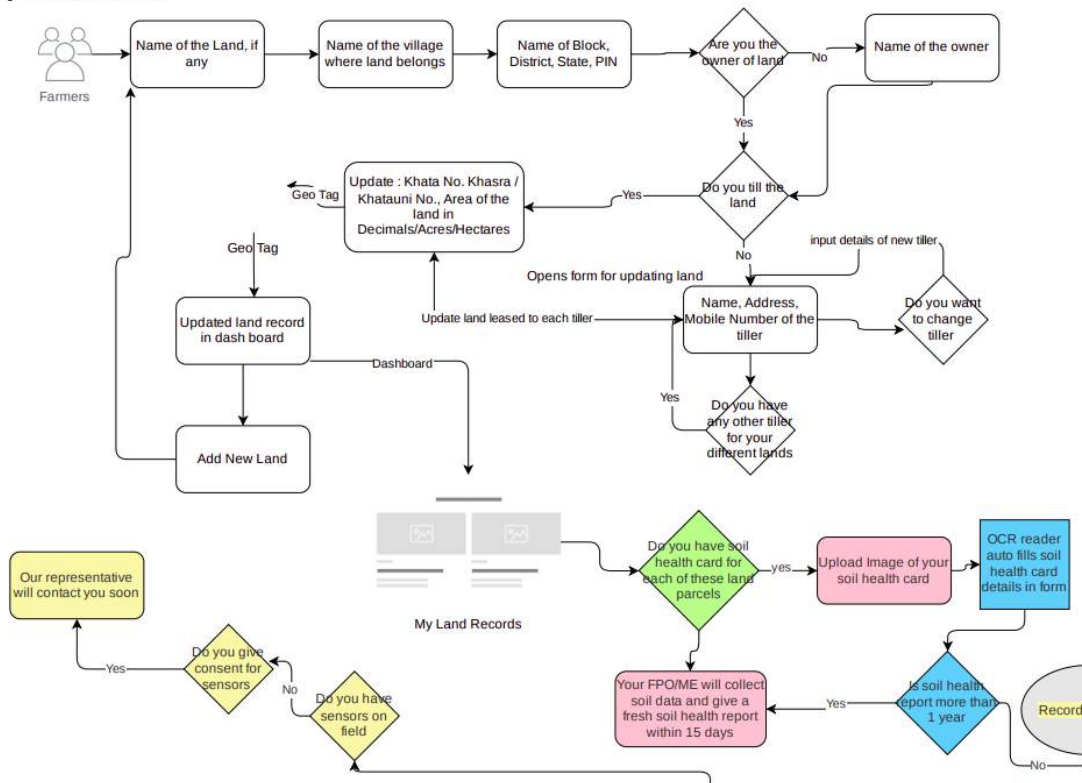 Farmers
Name of the Land, if
any
Name of the village
where land belongs
Name of Block,
District, State, PIN
Are you the
owner of land
No
Name of the owner
Yes
Do you till the
land
Yes
Update : Khata No. Khasra /
Khatauni No., Area of the
land in
Decimals/Acres/Hectares
Geo Tag
No
input details of new tiller
Opens form for updating land
Geo Tag
Name, Address,
Mobile Number of the
tiller
Do you want
to change
tiller
Updated land record
in dash board
Update land leased to each tiller
Dashboard
Yes
Do you have
any other tiller
for your
different lands
Add New Land
My Land Records
Do you have soil
health card for
each of these land
parcels
yes
Upload Image of your
soil health card
OCR reader
auto fills soil
health card
details in form
Our representative
will contact you soon
Yes
Do you give
consent for
sensors
No
Do you have
sensors on
field
Your FPO/ME will collect
soil data and give a
fresh soil health report
within 15 days
Yes
Is soil health
report more than
1 year
No
Record